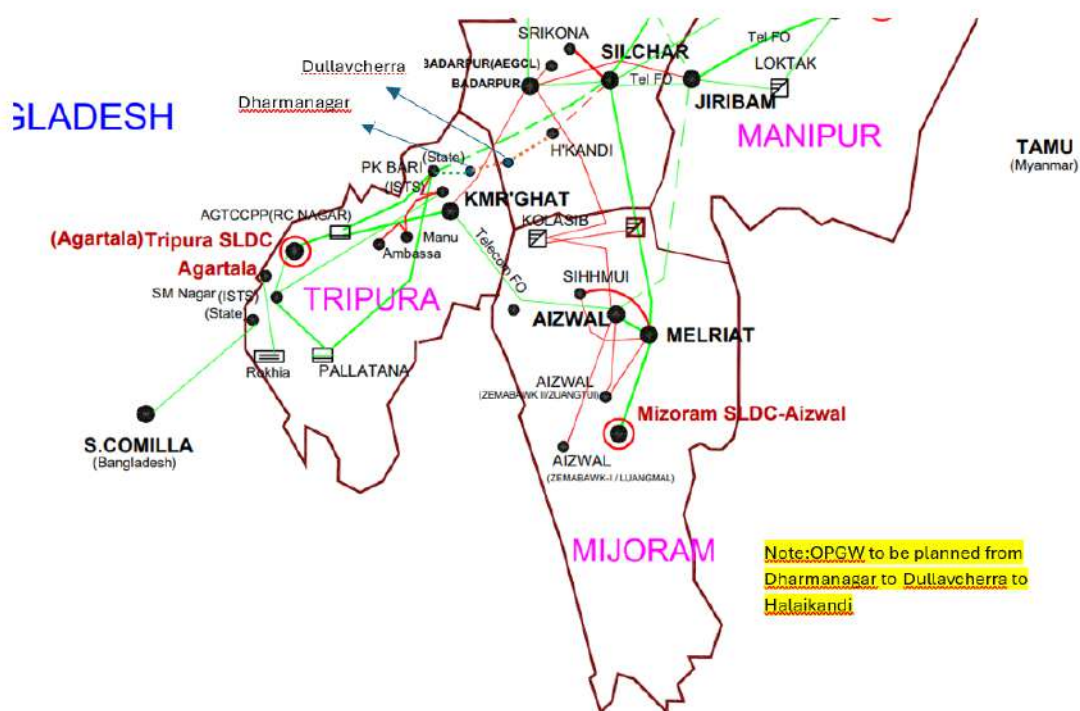 SRIKONA
BADARPUR(AEGCL)
BADARPUR
SILCHAR
Tel FO
Tel FO
LOKTAK
JIRIBAM
Dullavcherra
Dharmanagar
GLADESH
MANIPUR
TAMU
(Myanmar)
H'KANDI
PK BARI
(State)
(ISTS)
KMR'GHAT
AGTCCPP(RC NAGAR)
KOLASIB
(Agartala)Tripura SLDC
Manu
Ambassa
Telecom FO
Agartala
SIHHMUI
SM Nagar (ISTS)
(State)
TRIPURA
AIZWAL
MELRIAT
Rokhia
PALLATANA
AIZWAL
(ZEMABAWK II/ZUANGTUI)
Mizoram SLDC-Aizwal
S.COMILLA
(Bangladesh)
AIZWAL
(ZEMABAWK-I / LUANGMAL)
MIJORAM
Note:OPGW to be planned from
Dharmanagar to Dullavcherra to
Halaikandi